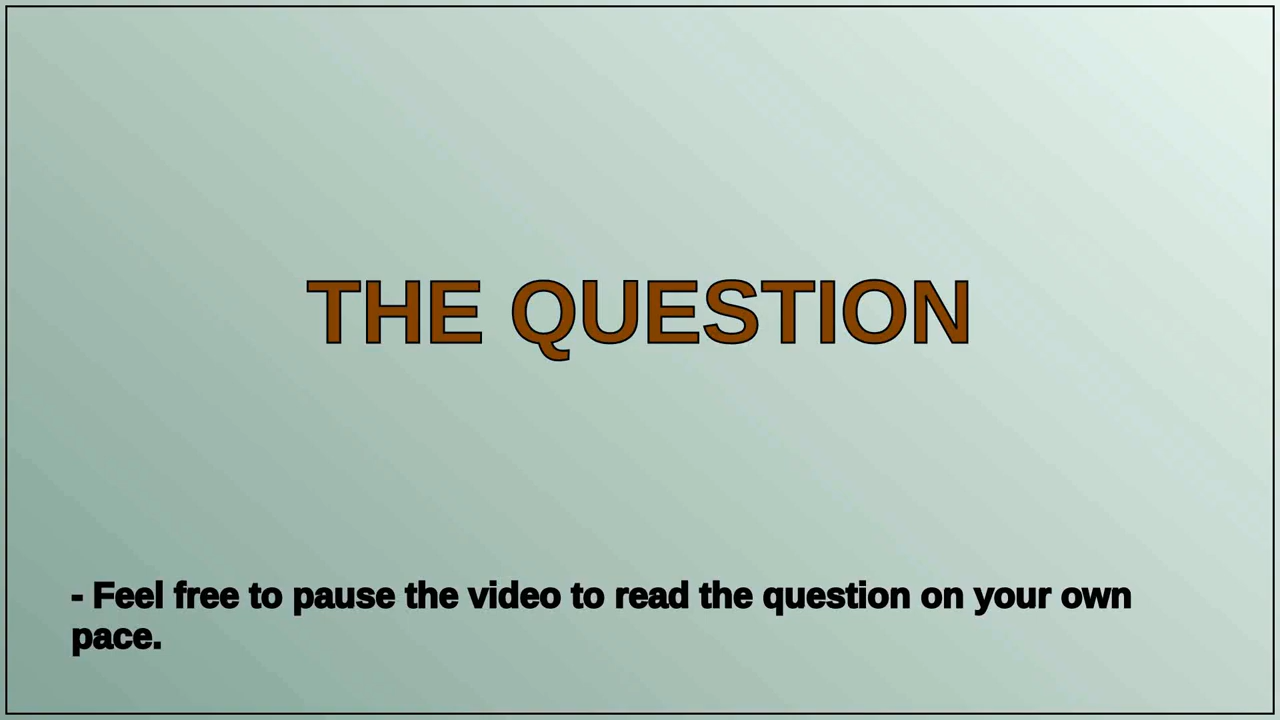 THE QUESTION
- Feel free to pause the video to read the question on your own
pace.